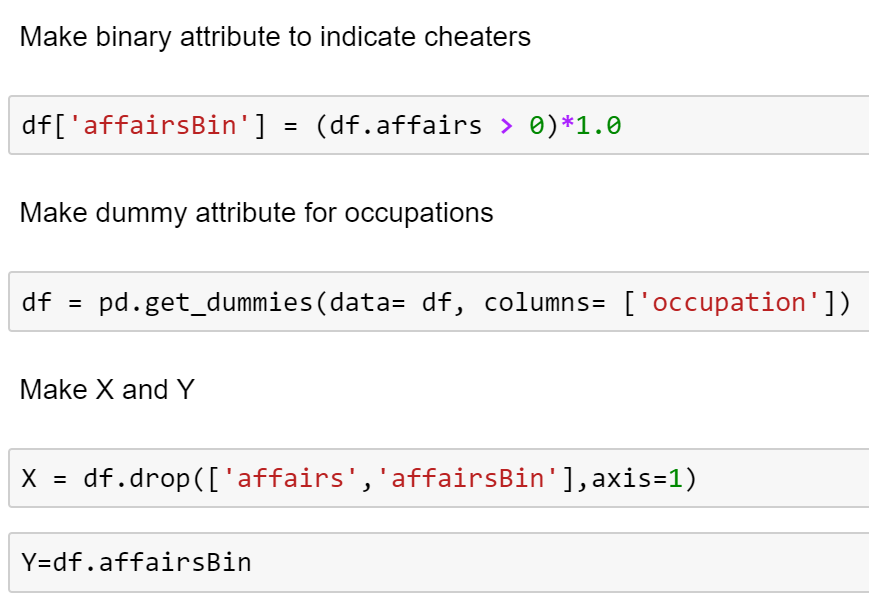 Make binary attribute to indicate cheaters
df['affairsBin'] = (df.affairs > 0)*1.0
Make dummy attribute for occupations
df = pd.get_dummies(data= df, columns= ['occupation'])
Make X and Y
X = df.drop(['affairs','affairsBin'],axis=1)
Y=df.affairsBin